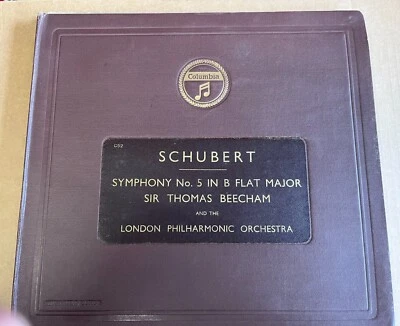 Columbia
SCHUBERT
SYMPHONY No. 5 IN B FLAT MAJOR
SIR THOMAS BEECHAM
AND THE
LONDON PHILHARMONIC ORCHESTRA